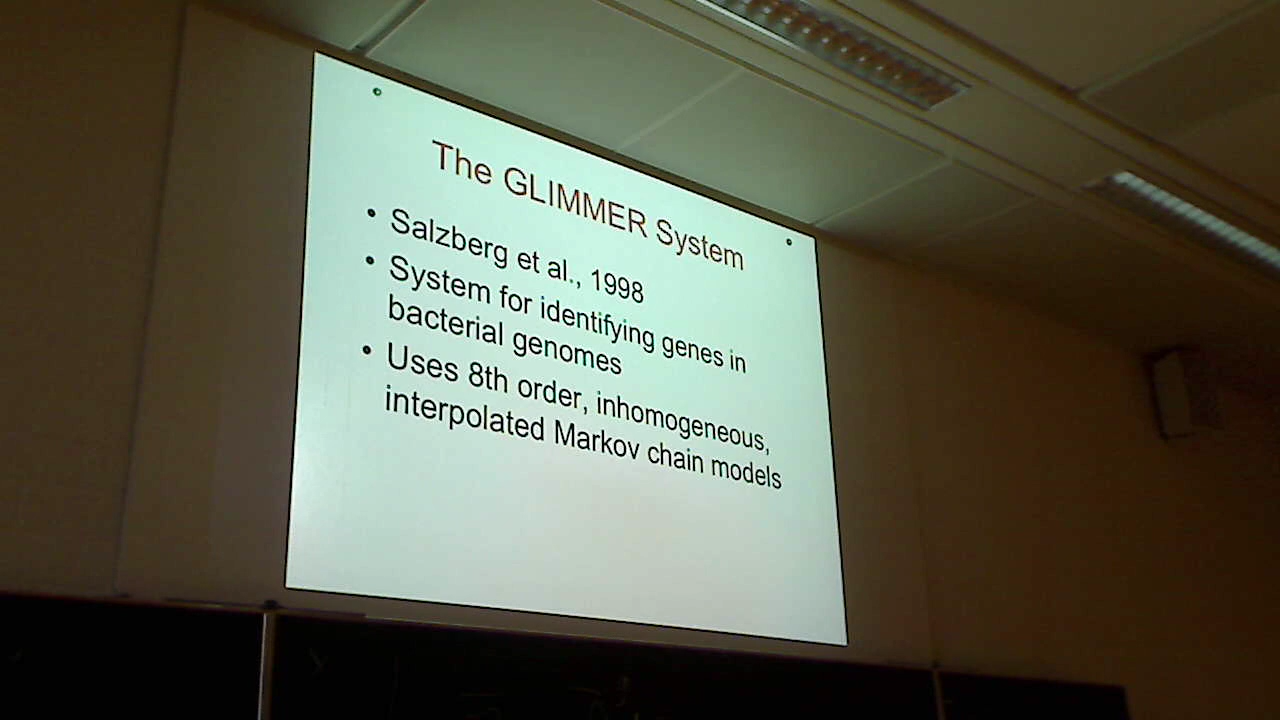 The GLIMMER System
• Salzberg et al., 1998
• System for identifying genes in
bacterial genomes
• Uses 8th order, inhomogeneous,
interpolated Markov chain models